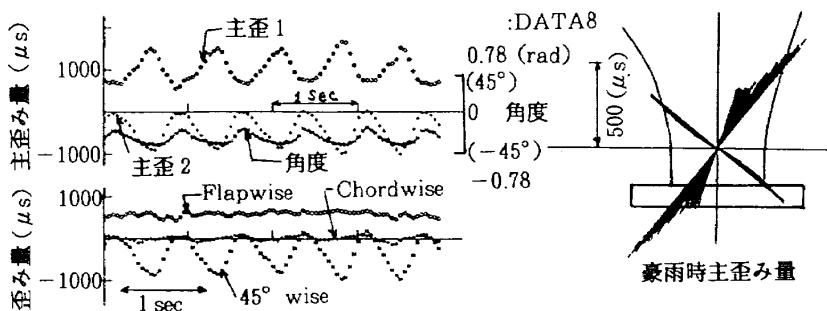 主歪み量 (μs)
1000
0
−1000
主歪1
主歪2
角度
1 sec
:DATA8
0.78 (rad)
(45°)
0 角度
(−45°)
−0.78
歪み量 (μs)
1000
0
−1000
Flapwise
Chordwise
45° wise
1 sec
500 (μs)
豪雨時主歪み量